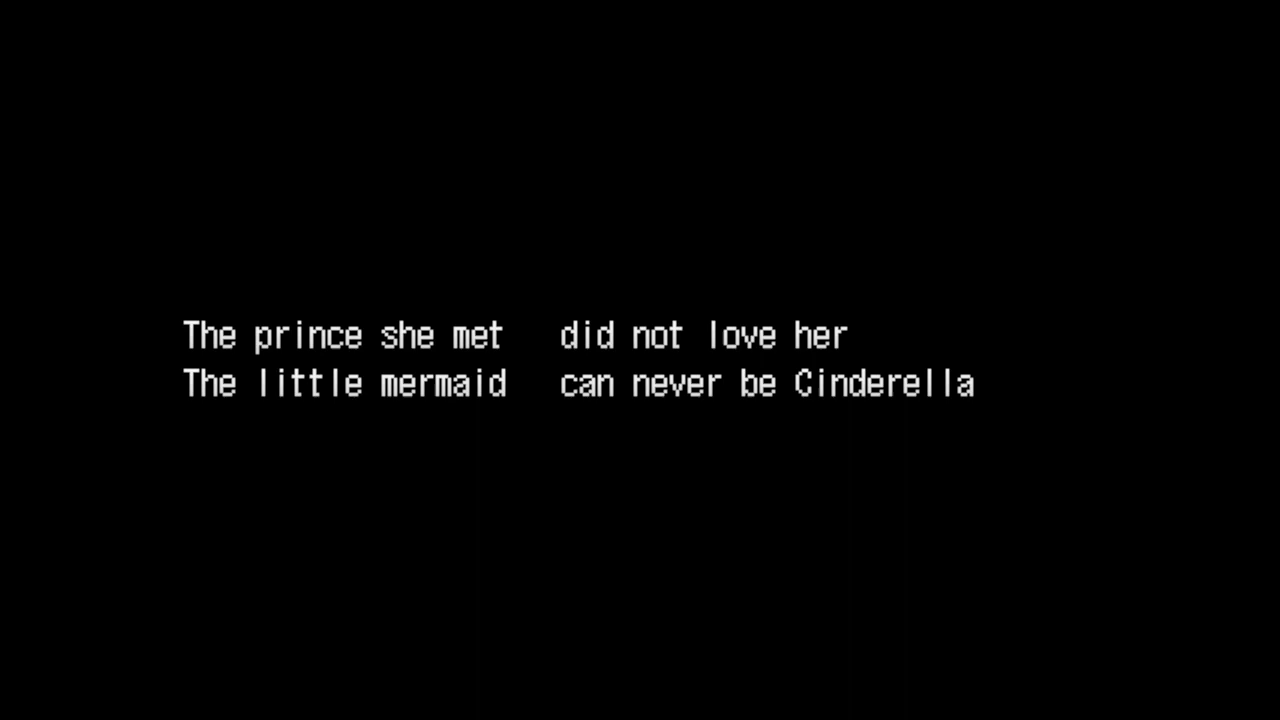 The prince she met   did not love her
The little mermaid   can never be Cinderella